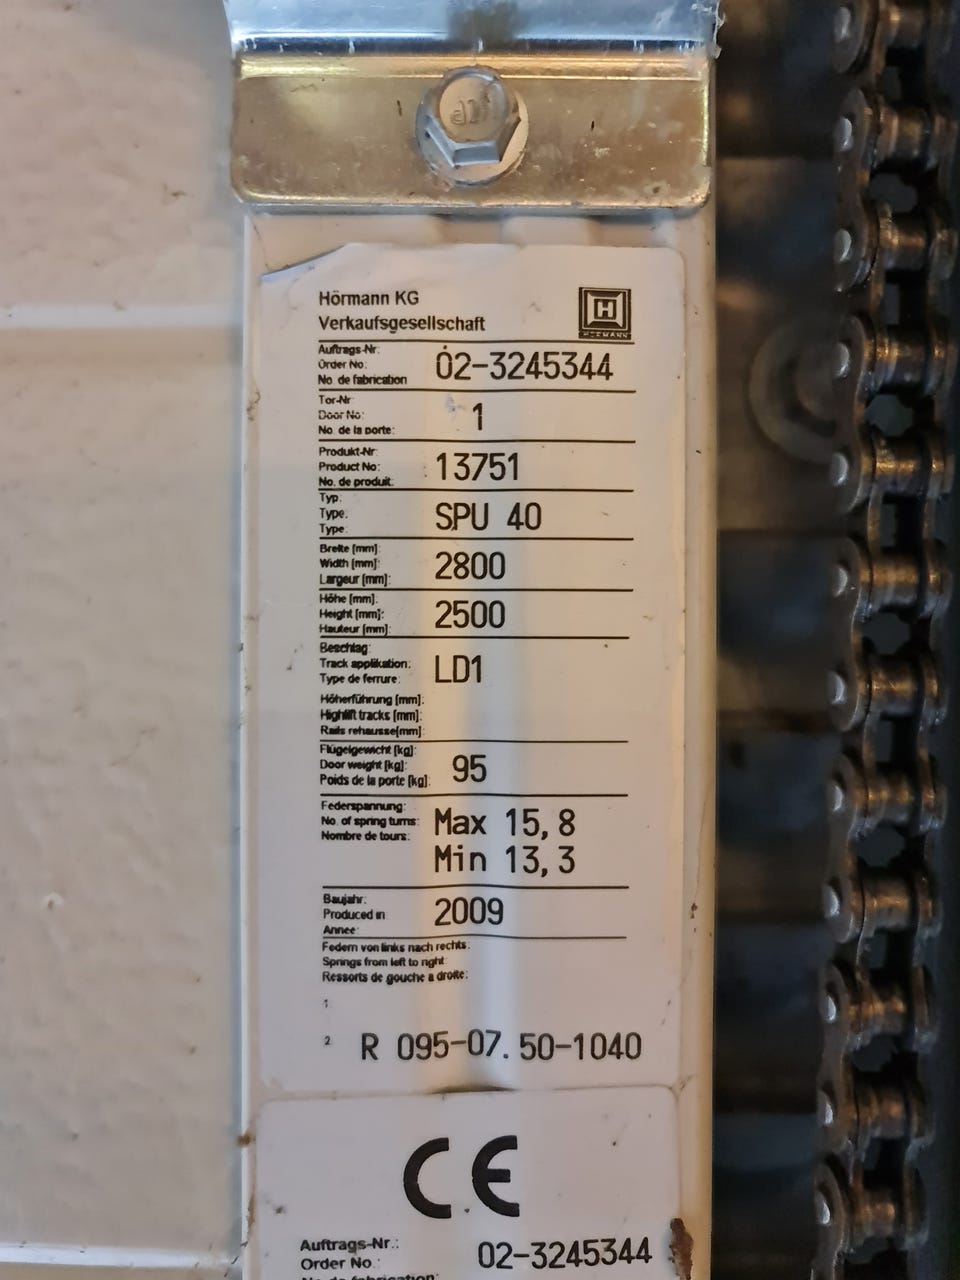 Hörmann KG
Verkaufsgesellschaft
HÖRMANN
Auftrags-Nr:
Order No:
No. de fabrication
02-3245344
Tor-Nr
Door No:
No. de la porte:
1
Produkt-Nr
Product No:
No. de produit:
13751
Typ:
Type.
Type:
SPU 40
Breite [mm]:
Width [mm]:
Largeur [mm]:
2800
Höhe [mm]:
Height [mm]:
Hauteur [mm]:
2500
Beschlag:
Track applikation:
Type de ferrure:
LD1
Höherführung [mm]:
Highlift tracks [mm]:
Rails rehausse[mm]:
Flügelgewicht [kg]:
Door weight [kg]:
Poids de la porte [kg]:
95
Federspannung:
No. of spring turns:
Nombre de tours:
Max 15,8
Min 13,3
Baujahr:
Produced in
Annee:
2009
Federn von links nach rechts:
Springs from left to right:
Ressorts de gouche a droite:
1.
2 R 095-07.50-1040
CE
Auftrags-Nr.:
Order No.:
No. de fabrication:
02-3245344